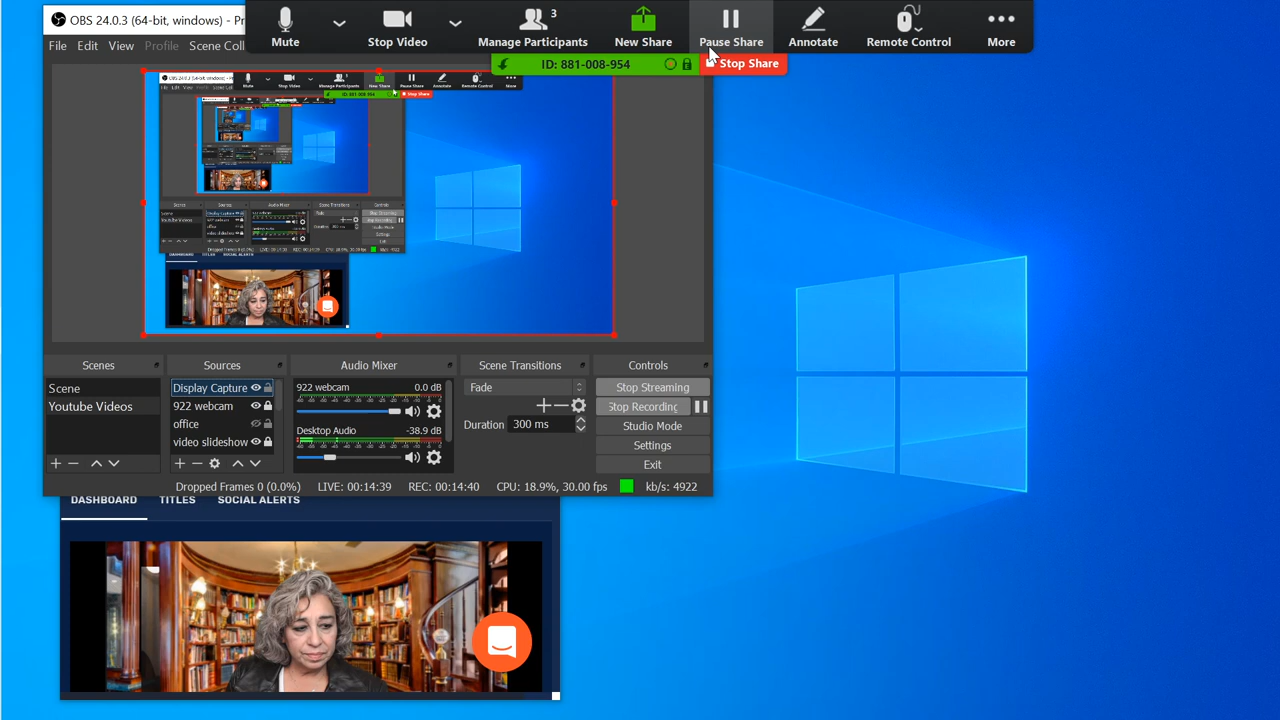 OBS 24.0.3 (64-bit, windows) - Pr
Mute
Stop Video
Manage Participants
3
New Share
Pause Share
Annotate
Remote Control
More
ID: 881-008-954
Stop Share
File Edit View Profile Scene Coll
Scenes
Sources
Audio Mixer
Scene Transitions
Controls
Scene
Youtube Videos
Display Capture
922 webcam
office
video slideshow
922 webcam 0.0 dB
Desktop Audio -38.9 dB
Fade
Duration 300 ms
Stop Streaming
Stop Recording
Studio Mode
Settings
Exit
Dropped Frames 0 (0.0%) LIVE: 00:14:39 REC: 00:14:40 CPU: 18.9%, 30.00 fps kb/s: 4922
DASHBOARD TITLES SOCIAL ALERTS